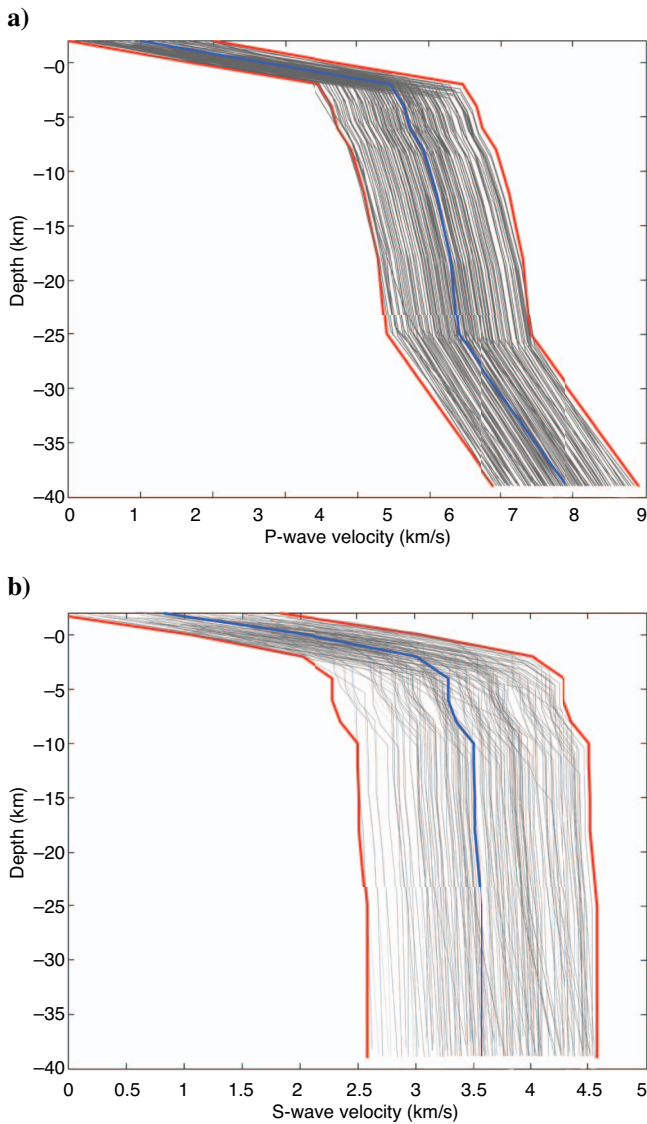 a)
–0
–5
–10
–15
–20
–25
–30
–35
–40
Depth (km)
0 1 2 3 4 5 6 7 8 9
P-wave velocity (km/s)
b)
–0
–5
–10
–15
–20
–25
–30
–35
–40
Depth (km)
0 0.5 1 1.5 2 2.5 3 3.5 4 4.5 5
S-wave velocity (km/s)